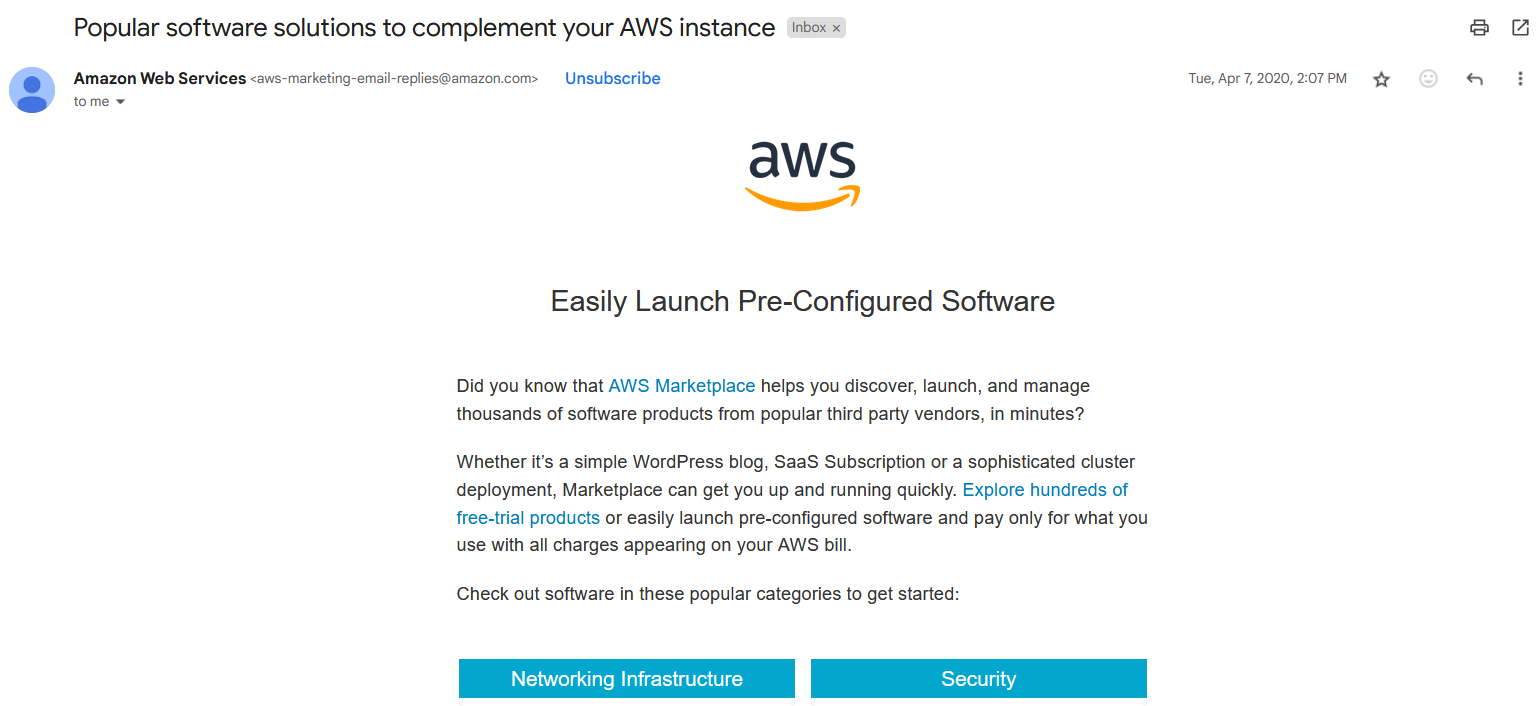 Popular software solutions to complement your AWS instance Inbox ×
Amazon Web Services <aws-marketing-email-replies@amazon.com> Unsubscribe Tue, Apr 7, 2020, 2:07 PM
to me
aws
Easily Launch Pre-Configured Software
Did you know that AWS Marketplace helps you discover, launch, and manage
thousands of software products from popular third party vendors, in minutes?
Whether it’s a simple WordPress blog, SaaS Subscription or a sophisticated cluster
deployment, Marketplace can get you up and running quickly. Explore hundreds of
free-trial products or easily launch pre-configured software and pay only for what you
use with all charges appearing on your AWS bill.
Check out software in these popular categories to get started:
Networking Infrastructure Security